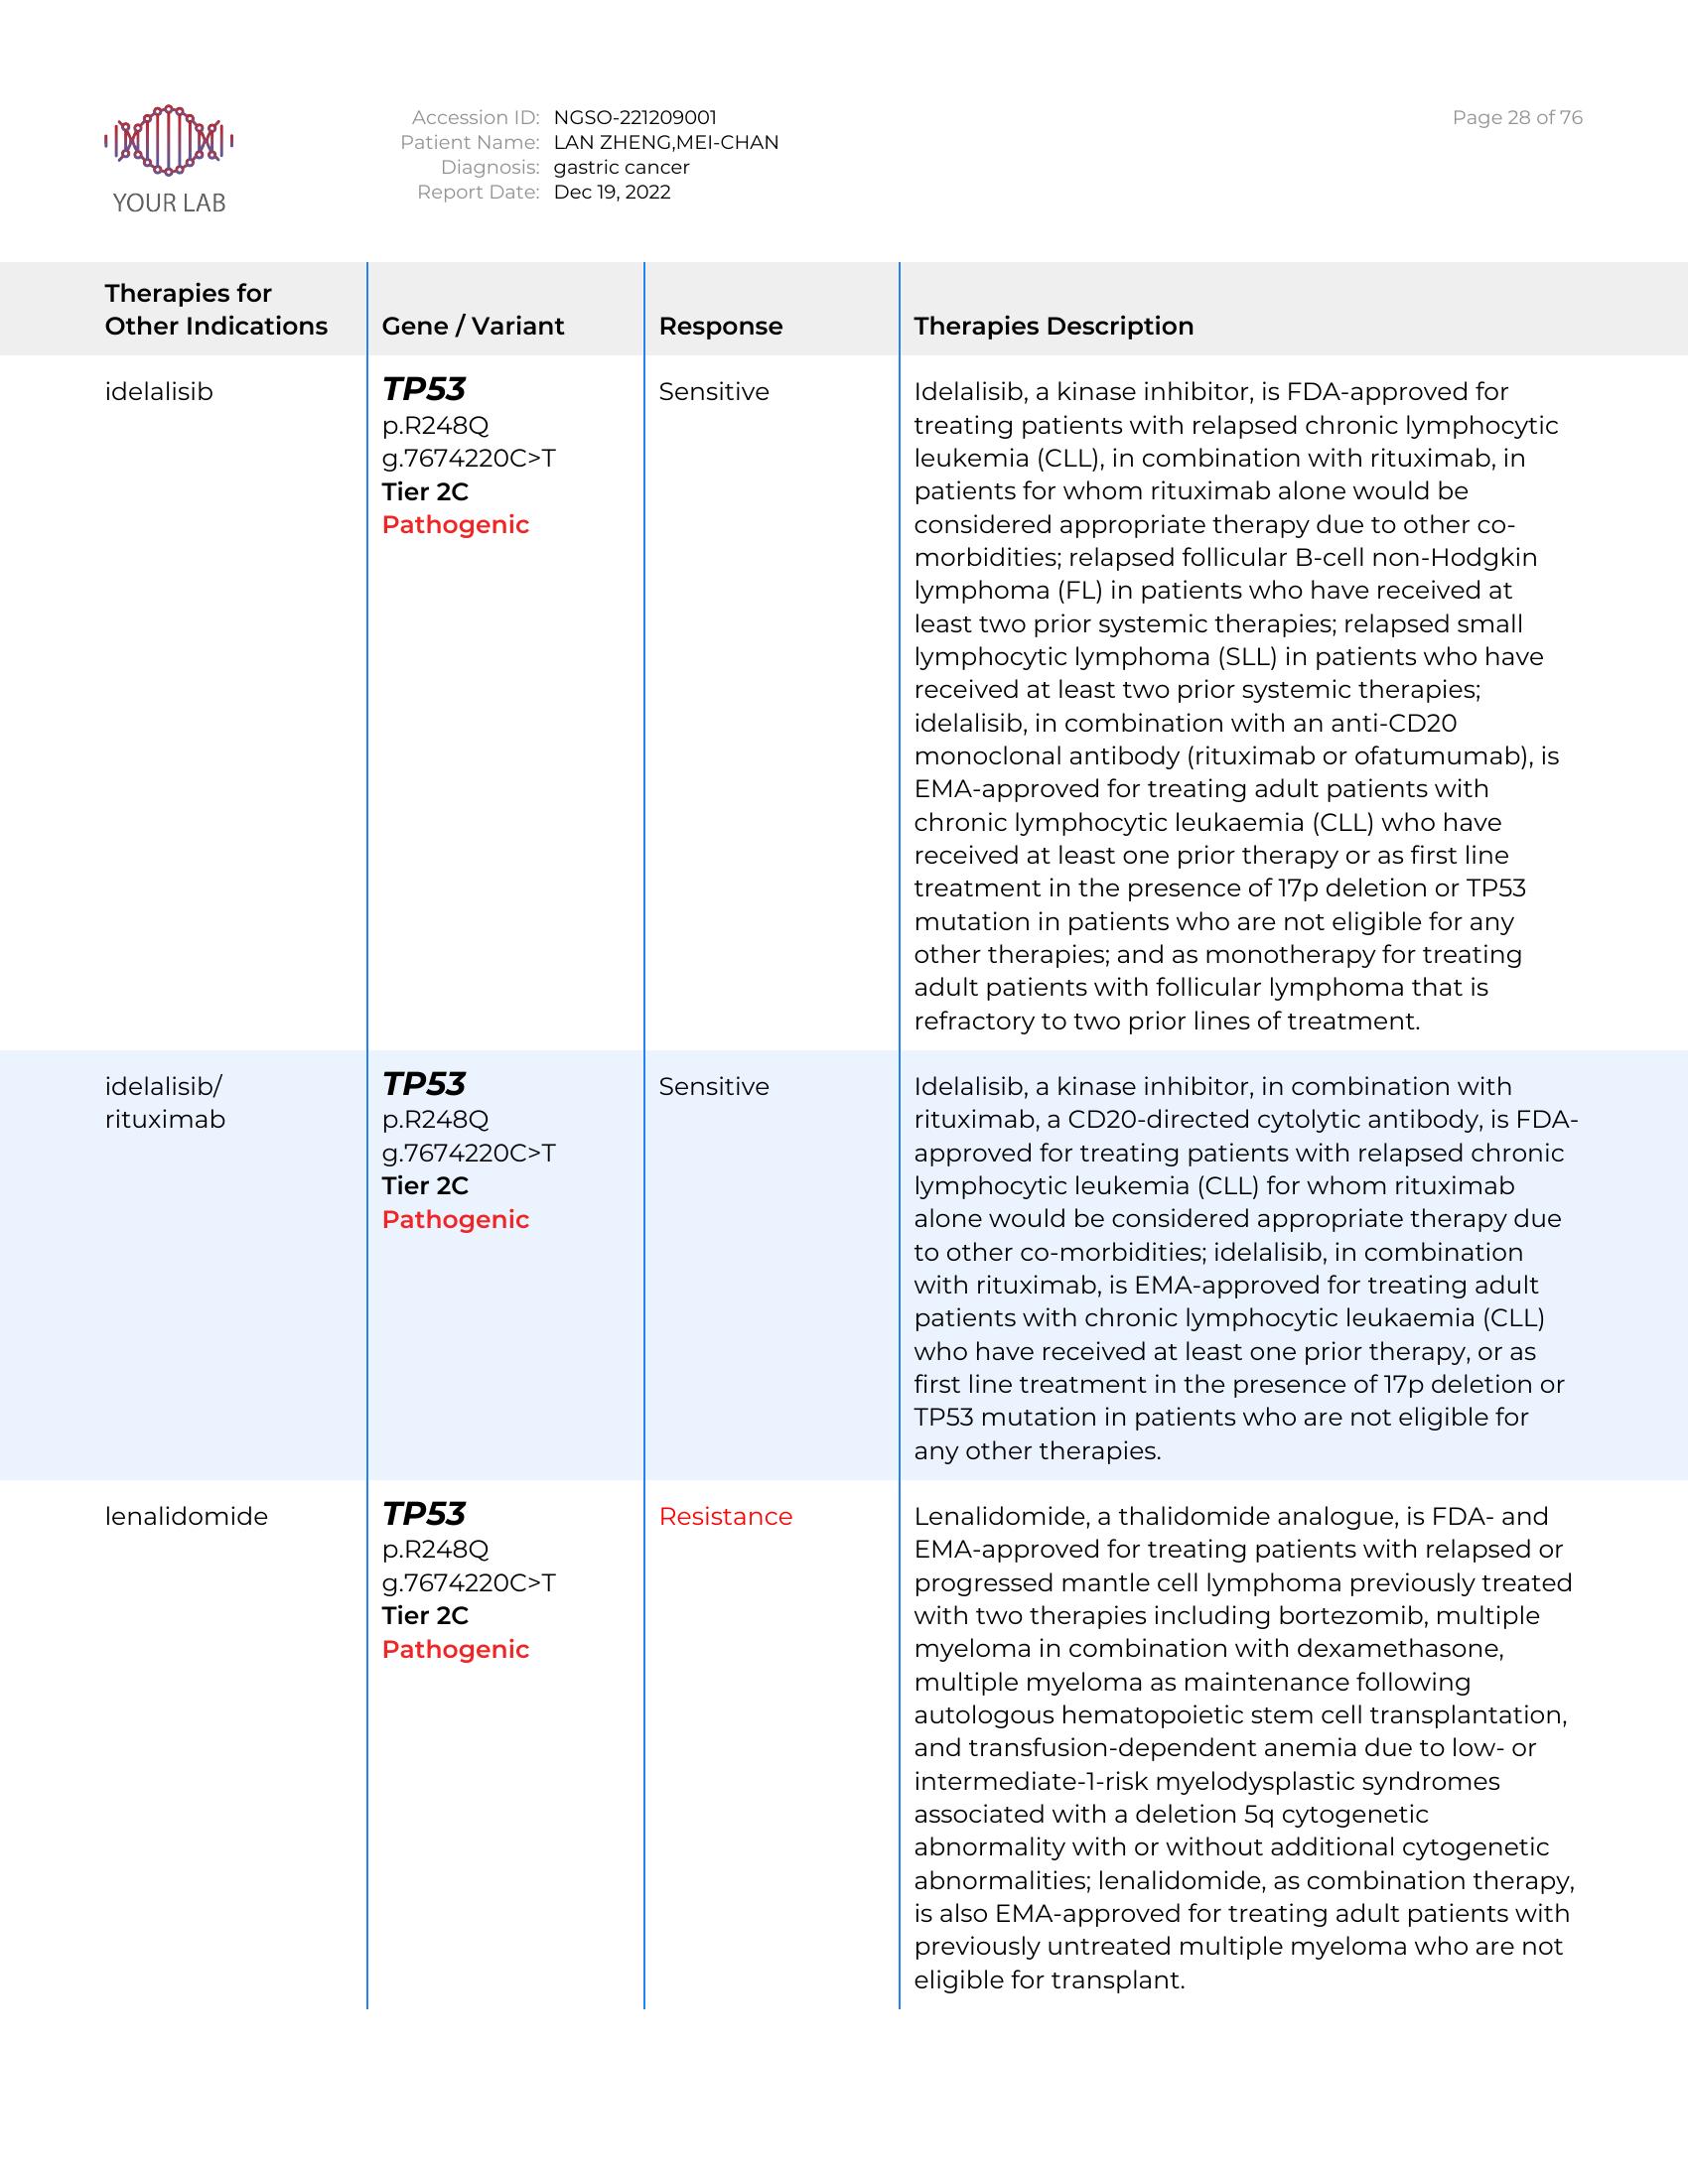 YOUR LAB
Accession ID: NGSO-221209001
Patient Name: LAN ZHENG,MEI-CHAN
Diagnosis: gastric cancer
Report Date: Dec 19, 2022
Page 28 of 76
Therapies for
Other Indications
Gene / Variant
Response
Therapies Description
idelalisib
TP53
p.R248Q
g.7674220C>T
Tier 2C
Pathogenic
Sensitive
Idelalisib, a kinase inhibitor, is FDA-approved for
treating patients with relapsed chronic lymphocytic
leukemia (CLL), in combination with rituximab, in
patients for whom rituximab alone would be
considered appropriate therapy due to other co-
morbidities; relapsed follicular B-cell non-Hodgkin
lymphoma (FL) in patients who have received at
least two prior systemic therapies; relapsed small
lymphocytic lymphoma (SLL) in patients who have
received at least two prior systemic therapies;
idelalisib, in combination with an anti-CD20
monoclonal antibody (rituximab or ofatumumab), is
EMA-approved for treating adult patients with
chronic lymphocytic leukaemia (CLL) who have
received at least one prior therapy or as first line
treatment in the presence of 17p deletion or TP53
mutation in patients who are not eligible for any
other therapies; and as monotherapy for treating
adult patients with follicular lymphoma that is
refractory to two prior lines of treatment.
idelalisib/
rituximab
TP53
p.R248Q
g.7674220C>T
Tier 2C
Pathogenic
Sensitive
Idelalisib, a kinase inhibitor, in combination with
rituximab, a CD20-directed cytolytic antibody, is FDA-
approved for treating patients with relapsed chronic
lymphocytic leukemia (CLL) for whom rituximab
alone would be considered appropriate therapy due
to other co-morbidities; idelalisib, in combination
with rituximab, is EMA-approved for treating adult
patients with chronic lymphocytic leukaemia (CLL)
who have received at least one prior therapy, or as
first line treatment in the presence of 17p deletion or
TP53 mutation in patients who are not eligible for
any other therapies.
lenalidomide
TP53
p.R248Q
g.7674220C>T
Tier 2C
Pathogenic
Resistance
Lenalidomide, a thalidomide analogue, is FDA- and
EMA-approved for treating patients with relapsed or
progressed mantle cell lymphoma previously treated
with two therapies including bortezomib, multiple
myeloma in combination with dexamethasone,
multiple myeloma as maintenance following
autologous hematopoietic stem cell transplantation,
and transfusion-dependent anemia due to low- or
intermediate-1-risk myelodysplastic syndromes
associated with a deletion 5q cytogenetic
abnormality with or without additional cytogenetic
abnormalities; lenalidomide, as combination therapy,
is also EMA-approved for treating adult patients with
previously untreated multiple myeloma who are not
eligible for transplant.